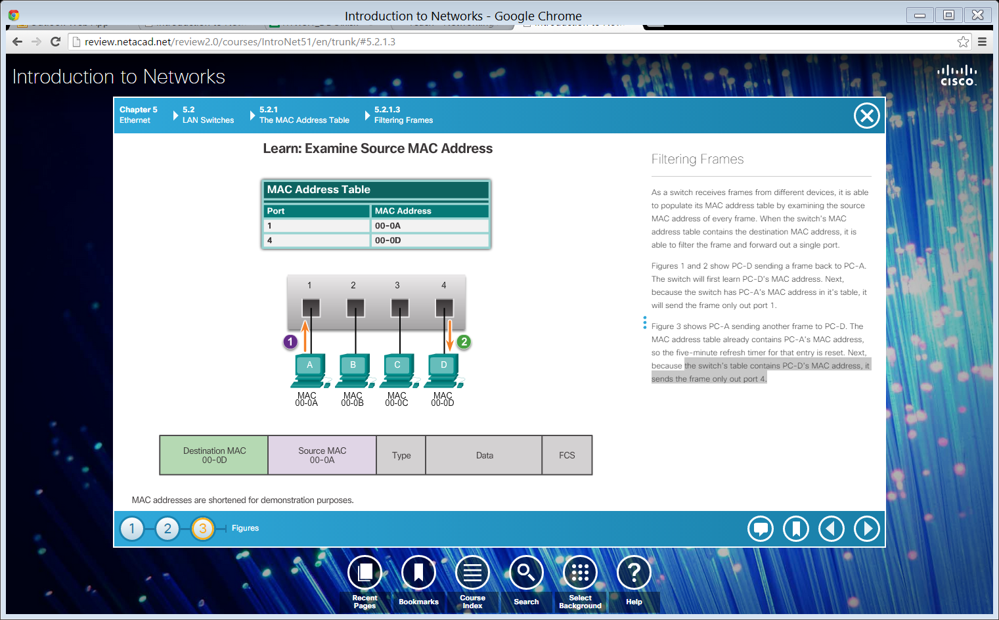 Introduction to Networks - Google Chrome
review.netacad.net/review2.0/courses/IntroNet51/en/trunk/#5.2.1.3
Introduction to Networks
CISCO
Chapter 5
Ethernet
5.2
LAN Switches
5.2.1
The MAC Address Table
5.2.1.3
Filtering Frames
Learn: Examine Source MAC Address
MAC Address Table
Port MAC Address
1 00-0A
4 00-0D
1 2 3 4
1 2
A B C D
MAC MAC MAC MAC
00-0A 00-0B 00-0C 00-0D
Destination MAC
00-0D
Source MAC
00-0A
Type
Data
FCS
MAC addresses are shortened for demonstration purposes.
Filtering Frames
As a switch receives frames from different devices, it is able
to populate its MAC address table by examining the source
MAC address of every frame. When the switch's MAC
address table contains the destination MAC address, it is
able to filter the frame and forward out a single port.
Figures 1 and 2 show PC-D sending a frame back to PC-A.
The switch will first learn PC-D's MAC address. Next,
because the switch has PC-A's MAC address in it's table, it
will send the frame only out port 1.
Figure 3 shows PC-A sending another frame to PC-D. The
MAC address table already contains PC-A's MAC address,
so the five-minute refresh timer for that entry is reset. Next,
because the switch's table contains PC-D's MAC address, it
sends the frame only out port 4.
1 2 3 Figures
Recent
Pages
Bookmarks
Course
Index
Search
Select
Background
Help